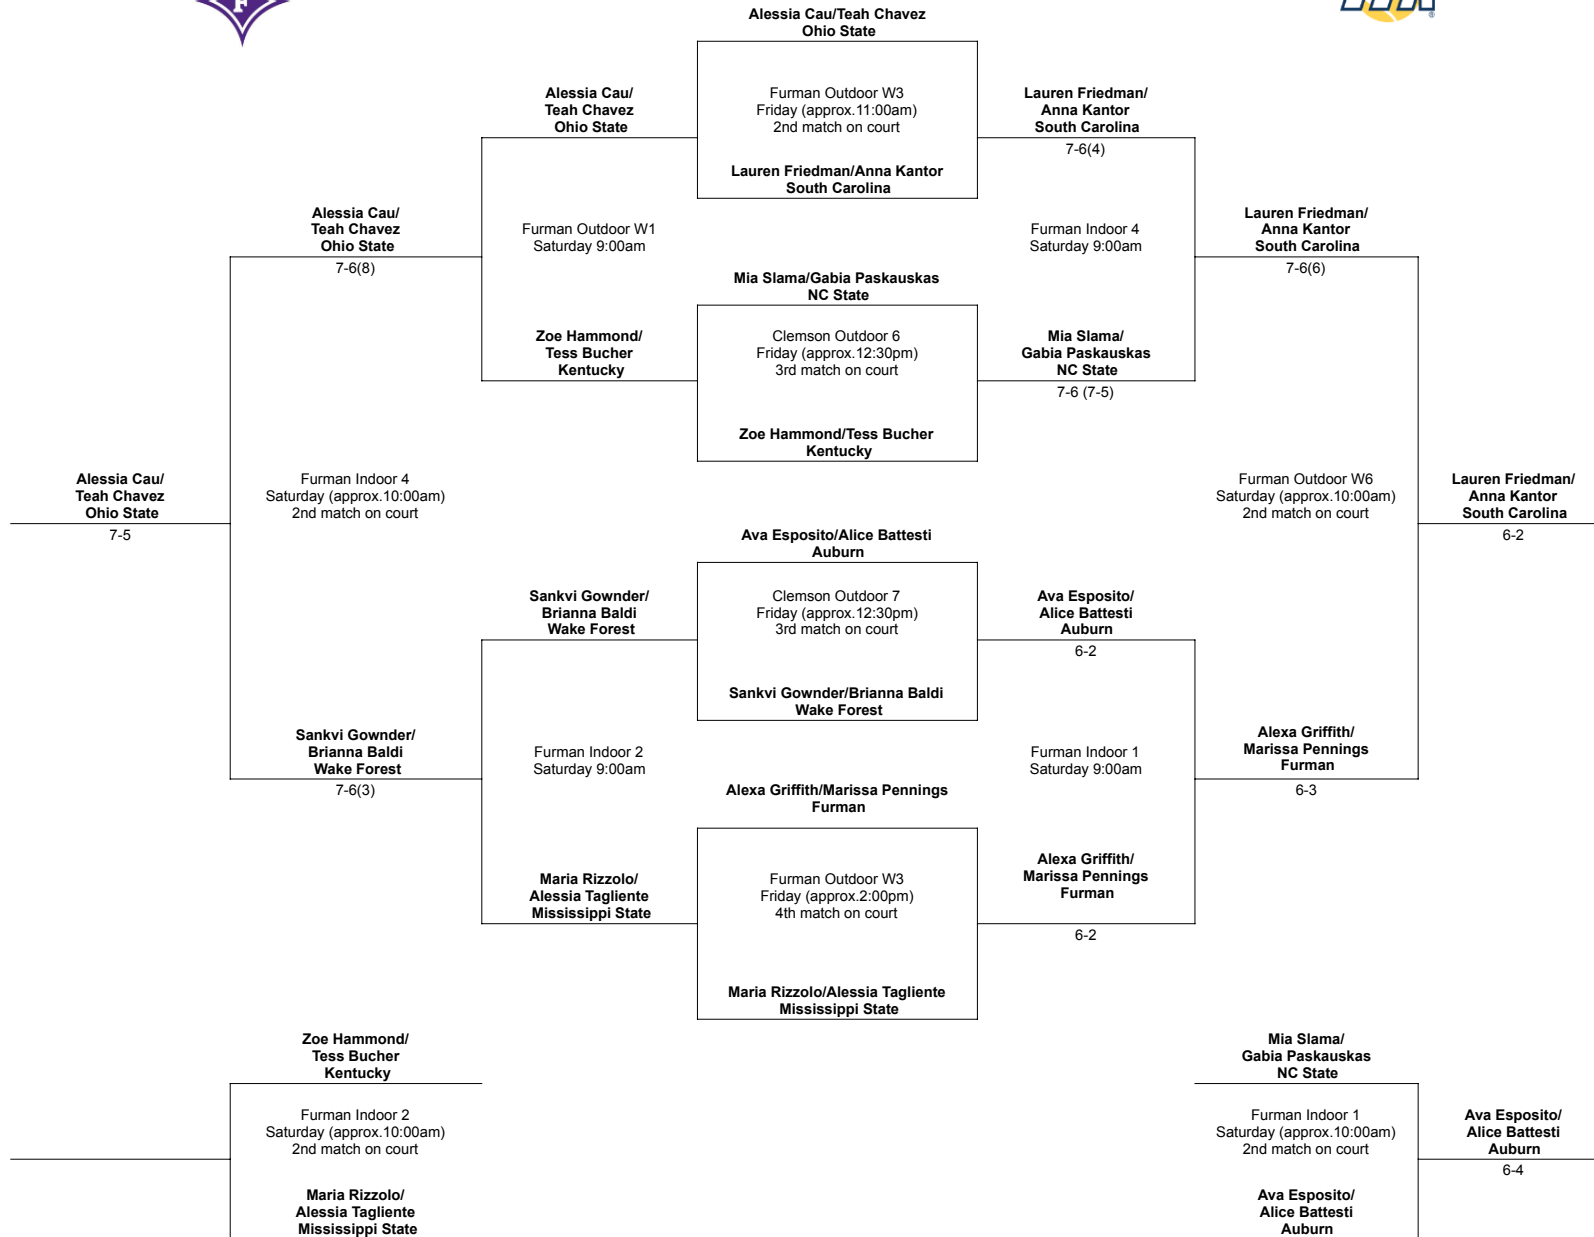 F
Alessia Cau/Teah Chavez
Ohio State
Alessia Cau/
Teah Chavez
Ohio State
Furman Outdoor W3
Friday (approx.11:00am)
2nd match on court
Lauren Friedman/
Anna Kantor
South Carolina
7-6(4)
Lauren Friedman/Anna Kantor
South Carolina
Alessia Cau/
Teah Chavez
Ohio State
7-6(8)
Furman Outdoor W1
Saturday 9:00am
Furman Indoor 4
Saturday 9:00am
Lauren Friedman/
Anna Kantor
South Carolina
7-6(6)
Mia Slama/Gabia Paskauskas
NC State
Zoe Hammond/
Tess Bucher
Kentucky
Clemson Outdoor 6
Friday (approx.12:30pm)
3rd match on court
Mia Slama/
Gabia Paskauskas
NC State
7-6 (7-5)
Zoe Hammond/Tess Bucher
Kentucky
Alessia Cau/
Teah Chavez
Ohio State
7-5
Furman Indoor 4
Saturday (approx.10:00am)
2nd match on court
Furman Outdoor W6
Saturday (approx.10:00am)
2nd match on court
Lauren Friedman/
Anna Kantor
South Carolina
6-2
Ava Esposito/Alice Battesti
Auburn
Sankvi Gownder/
Brianna Baldi
Wake Forest
Clemson Outdoor 7
Friday (approx.12:30pm)
3rd match on court
Ava Esposito/
Alice Battesti
Auburn
6-2
Sankvi Gownder/Brianna Baldi
Wake Forest
Sankvi Gownder/
Brianna Baldi
Wake Forest
7-6(3)
Furman Indoor 2
Saturday 9:00am
Furman Indoor 1
Saturday 9:00am
Alexa Griffith/
Marissa Pennings
Furman
6-3
Alexa Griffith/Marissa Pennings
Furman
Maria Rizzolo/
Alessia Tagliente
Mississippi State
Furman Outdoor W3
Friday (approx.2:00pm)
4th match on court
Alexa Griffith/
Marissa Pennings
Furman
6-2
Maria Rizzolo/Alessia Tagliente
Mississippi State
Zoe Hammond/
Tess Bucher
Kentucky
Furman Indoor 2
Saturday (approx.10:00am)
2nd match on court
Maria Rizzolo/
Alessia Tagliente
Mississippi State
Mia Slama/
Gabia Paskauskas
NC State
Furman Indoor 1
Saturday (approx.10:00am)
2nd match on court
Ava Esposito/
Alice Battesti
Auburn
6-4
Ava Esposito/
Alice Battesti
Auburn